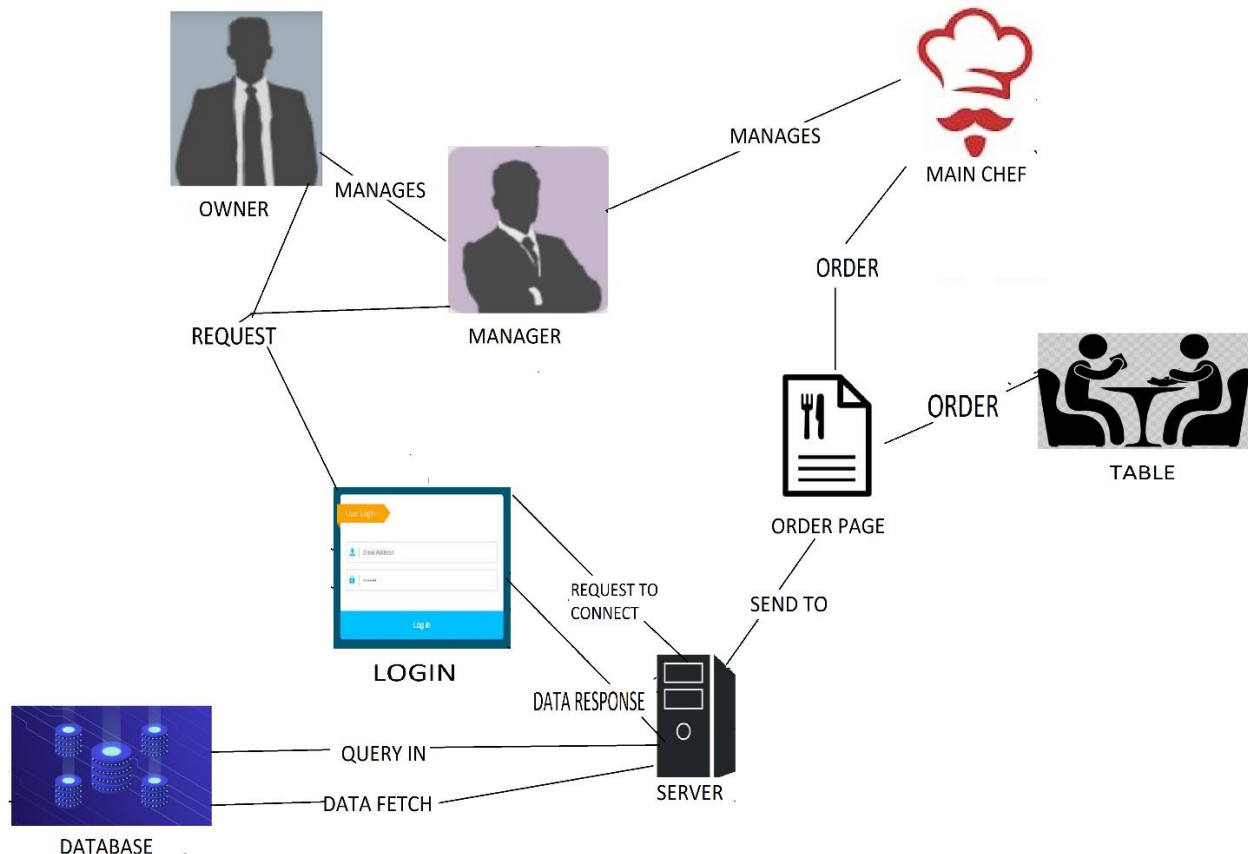 OWNER
MANAGES
MANAGER
MANAGES
MAIN CHEF
ORDER
REQUEST
ORDER
TABLE
ORDER PAGE
User Login
Email Address
Log in
LOGIN
REQUEST TO
CONNECT
SEND TO
DATA RESPONSE
QUERY IN
DATA FETCH
SERVER
DATABASE